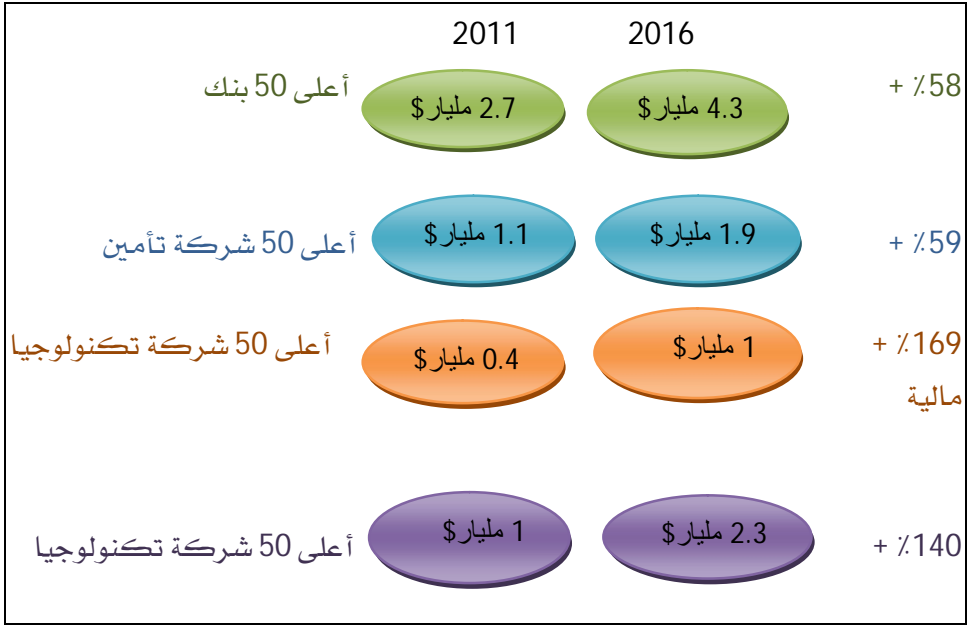 2011 2016
أعلى 50 بنك 2.7 مليار$ 4.3 مليار$ 58٪ +
أعلى 50 شركة تأمين 1.1 مليار$ 1.9 مليار$ 59٪ +
أعلى 50 شركة تكنولوجيا 0.4 مليار$ 1 مليار$ 169٪ +
مالية
أعلى 50 شركة تكنولوجيا 1 مليار$ 2.3 مليار$ 140٪ +